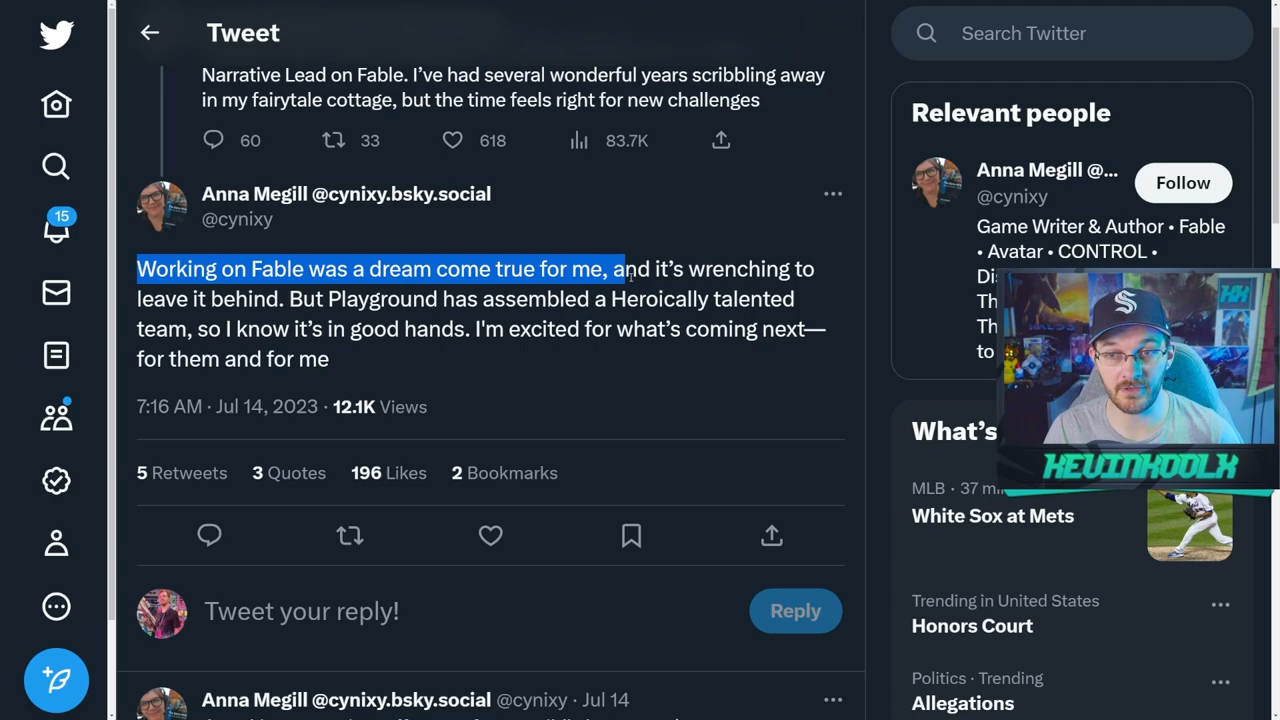 Tweet
Narrative Lead on Fable. I’ve had several wonderful years scribbling away
in my fairytale cottage, but the time feels right for new challenges
60 33 618 83.7K
Anna Megill @cynixy.bsky.social
@cynixy
Working on Fable was a dream come true for me, and it’s wrenching to
leave it behind. But Playground has assembled a Heroically talented
team, so I know it’s in good hands. I'm excited for what’s coming next—
for them and for me
7:16 AM · Jul 14, 2023 · 12.1K Views
5 Retweets 3 Quotes 196 Likes 2 Bookmarks
Tweet your reply!
Reply
Anna Megill @cynixy.bsky.social @cynixy · Jul 14
15
Search Twitter
Relevant people
Anna Megill @...
@cynixy
Follow
Game Writer & Author • Fable
• Avatar • CONTROL •
Dis
Th
Th
to
KEVINKOOLX
What’s
MLB · 37 mi
White Sox at Mets
Trending in United States
Honors Court
Politics · Trending
Allegations